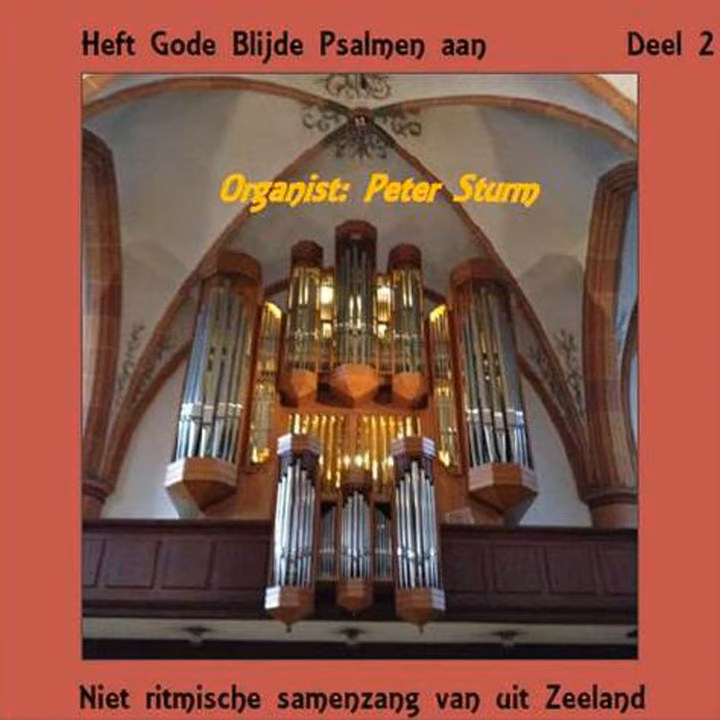 Heft Gode Blijde Psalmen aan Deel 2
Organist: Peter Sturm
Niet ritmische samenzang van uit Zeeland